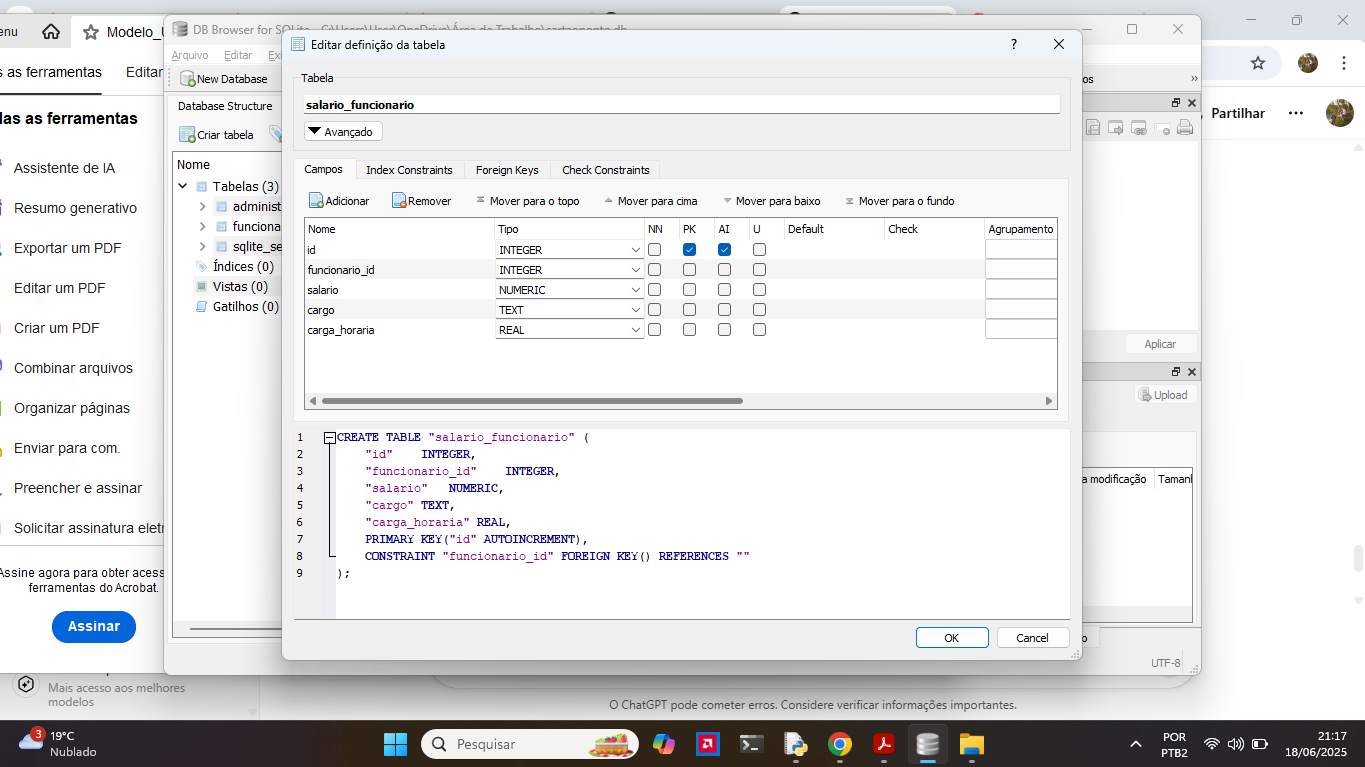 enu
Modelo_
DB Browser for SQLite - C:\Users\User\OneDrive\Área de Trabalho\cartaoponto.db
Arquivo Editar
s as ferramentas Editar
New Database
las as ferramentas
Database Structure
Criar tabela
Nome
Tabelas (3)
administ
funciona
sqlite_se
Índices (0)
Vistas (0)
Gatilhos (0)
Assistente de IA
Resumo generativo
Exportar um PDF
Editar um PDF
Criar um PDF
Combinar arquivos
Organizar páginas
Enviar para com.
Preencher e assinar
Solicitar assinatura elet
Assine agora para obter acess
ferramentas do Acrobat.
Assinar
Mais acesso aos melhores
modelos
Editar definição da tabela
?
Tabela
salario_funcionario
Avançado
Campos Index Constraints Foreign Keys Check Constraints
Adicionar Remover Mover para o topo Mover para cima Mover para baixo Mover para o fundo
Nome Tipo NN PK AI U Default Check Agrupamento
id INTEGER
funcionario_id INTEGER
salario NUMERIC
cargo TEXT
carga_horaria REAL
1 CREATE TABLE "salario_funcionario" (
2 "id" INTEGER,
3 "funcionario_id" INTEGER,
4 "salario" NUMERIC,
5 "cargo" TEXT,
6 "carga_horaria" REAL,
7 PRIMARY KEY("id" AUTOINCREMENT),
8 CONSTRAINT "funcionario_id" FOREIGN KEY() REFERENCES ""
9 );
OK Cancel
os
»
Partilhar
Aplicar
Upload
a modificação Tamanl
o
UTF-8
O ChatGPT pode cometer erros. Considere verificar informações importantes.
3
19°C
Nublado
Pesquisar
POR
PTB2
21:17
18/06/2025